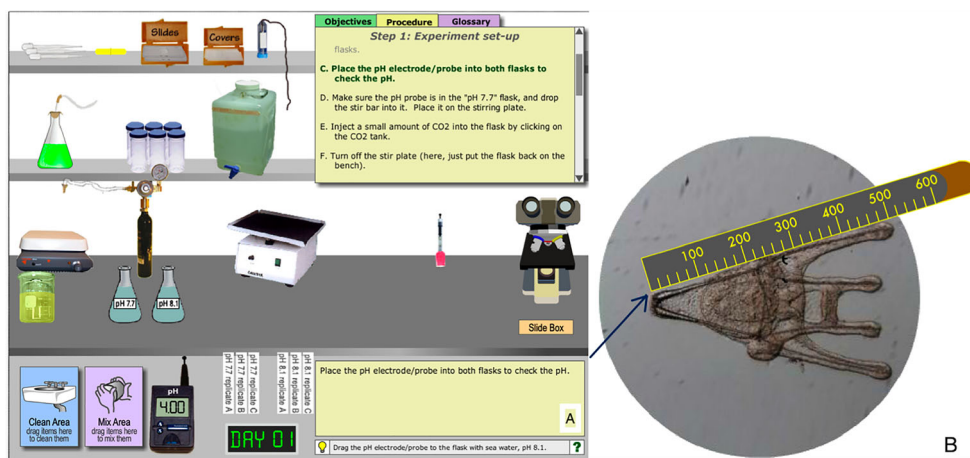 Objectives
Procedure
Glossary
Step 1: Experiment set-up
flasks.
C. Place the pH electrode/probe into both flasks to
check the pH.
D. Make sure the pH probe is in the "pH 7.7" flask, and drop
the stir bar into it. Place it on the stirring plate.
E. Inject a small amount of CO2 into the flask by clicking on
the CO2 tank.
F. Turn off the stir plate (here, just put the flask back on the
bench).
Slides
Covers
pH 7.7
pH 8.1
Slide Box
100 200 300 400 500 600
Clean Area
drag items here
to clean them
Mix Area
drag items here
to mix them
pH
4.00
pH 7.7 replicate A
pH 7.7 replicate B
pH 7.7 replicate C
pH 8.1 replicate A
pH 8.1 replicate B
pH 8.1 replicate C
DAY 01
Place the pH electrode/probe into both flasks to check the pH.
A
Drag the pH electrode/probe to the flask with sea water, pH 8.1.
?
B